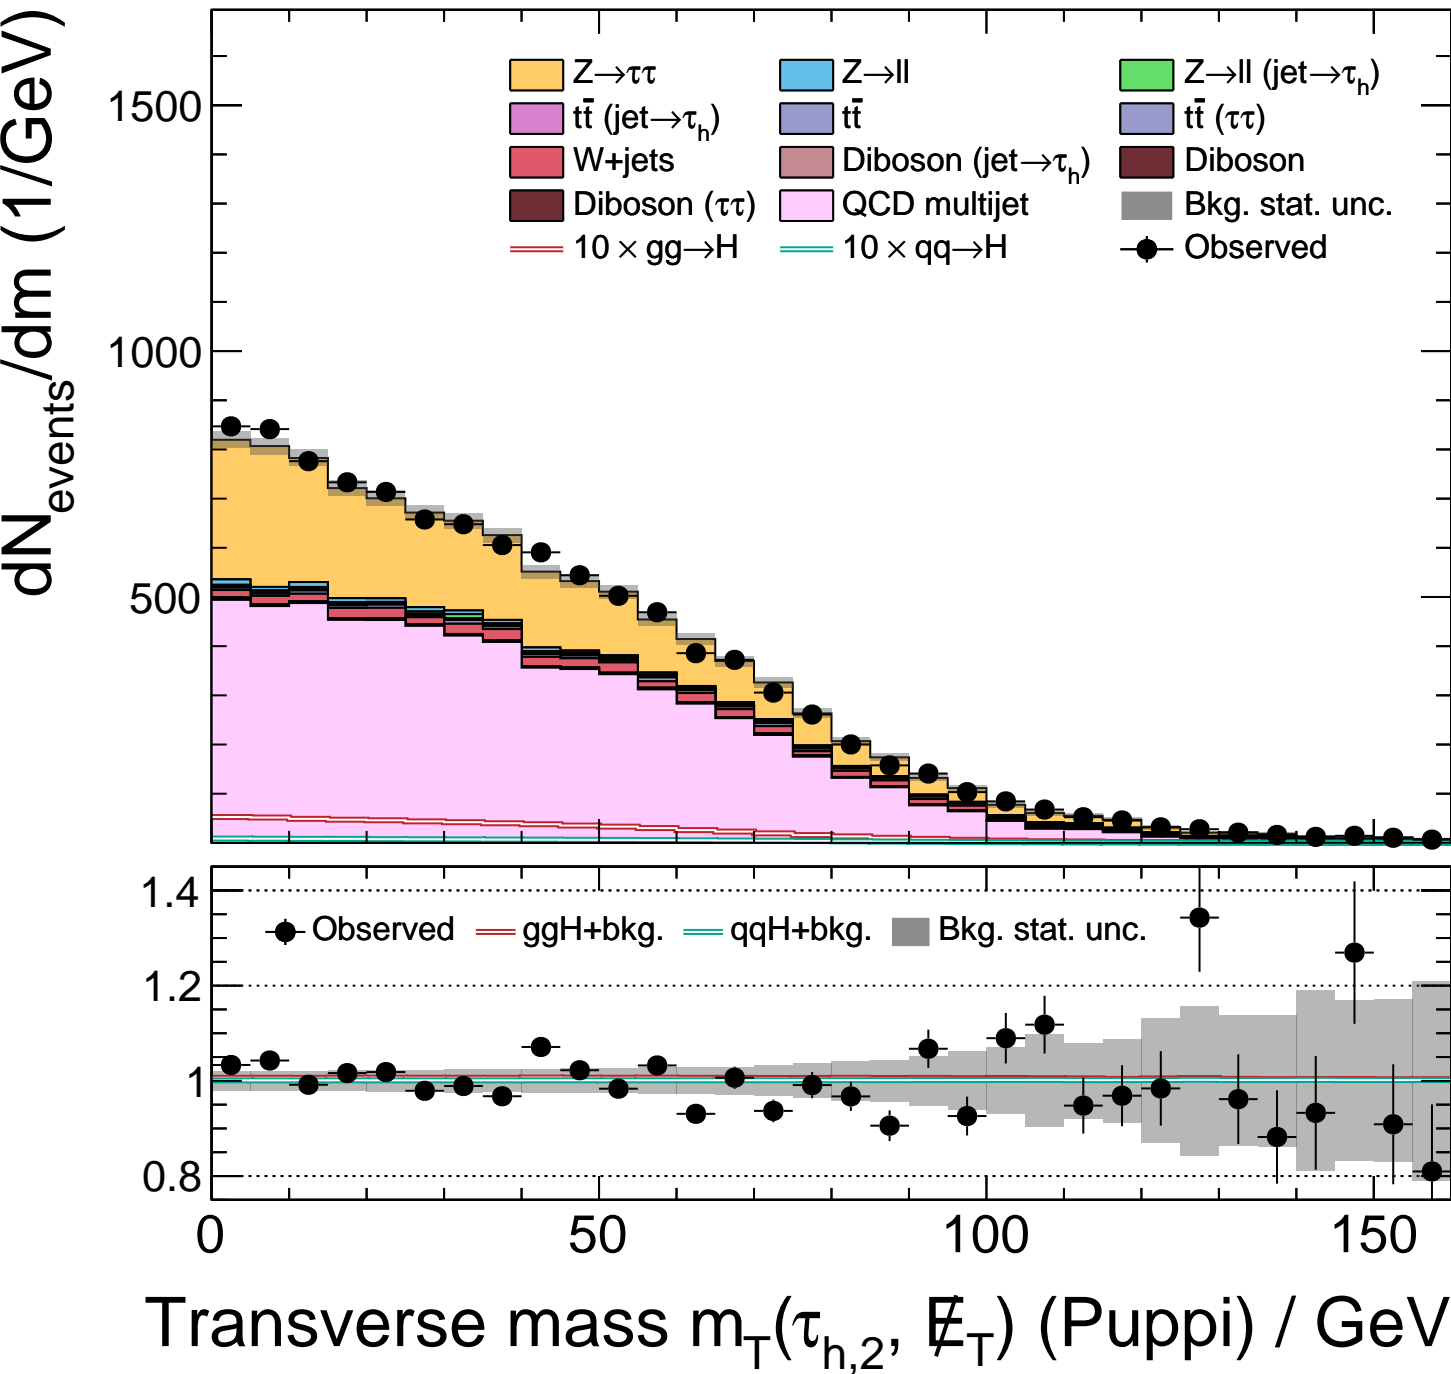 dN_events/dm (1/GeV)
1500
1000
500
Z→ττ Z→ll Z→ll (jet→τ_h)
tt̄ (jet→τ_h) tt̄ tt̄ (ττ)
W+jets Diboson (jet→τ_h) Diboson
Diboson (ττ) QCD multijet Bkg. stat. unc.
10 × gg→H 10 × qq→H Observed
1.4
1.2
1
0.8
Observed ggH+bkg. qqH+bkg. Bkg. stat. unc.
0 50 100 150
Transverse mass m_T(τ_h,2, E̸_T) (Puppi) / GeV